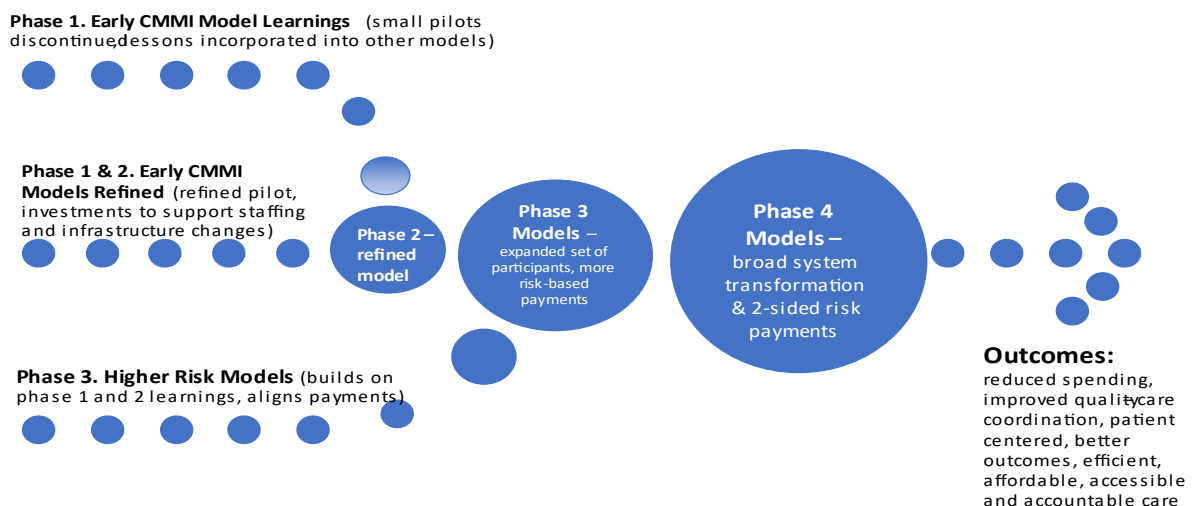 Phase 1. Early CMMI Model Learnings (small pilots
discontinued, lessons incorporated into other models)
Phase 1 & 2. Early CMMI
Models Refined (refined pilot,
investments to support staffing
and infrastructure changes)
Phase 2 –
refined
model
Phase 3
Models –
expanded set of
participants, more
risk-based
payments
Phase 4
Models –
broad system
transformation
& 2-sided risk
payments
Phase 3. Higher Risk Models (builds on
phase 1 and 2 learnings, aligns payments)
Outcomes:
reduced spending,
improved quality-care
coordination, patient
centered, better
outcomes, efficient,
affordable, accessible
and accountable care